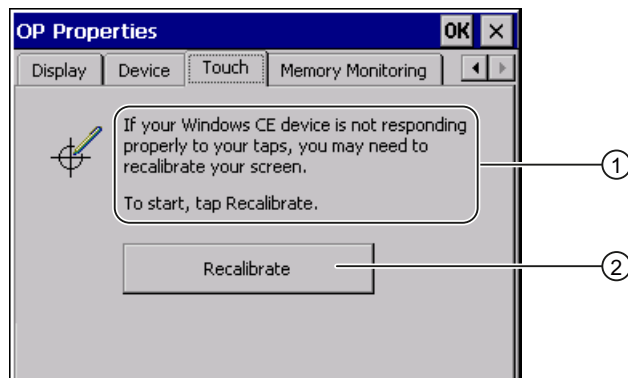 OP Properties OK ×
Display Device Touch Memory Monitoring
If your Windows CE device is not responding
properly to your taps, you may need to
recalibrate your screen.
To start, tap Recalibrate.
1
Recalibrate
2